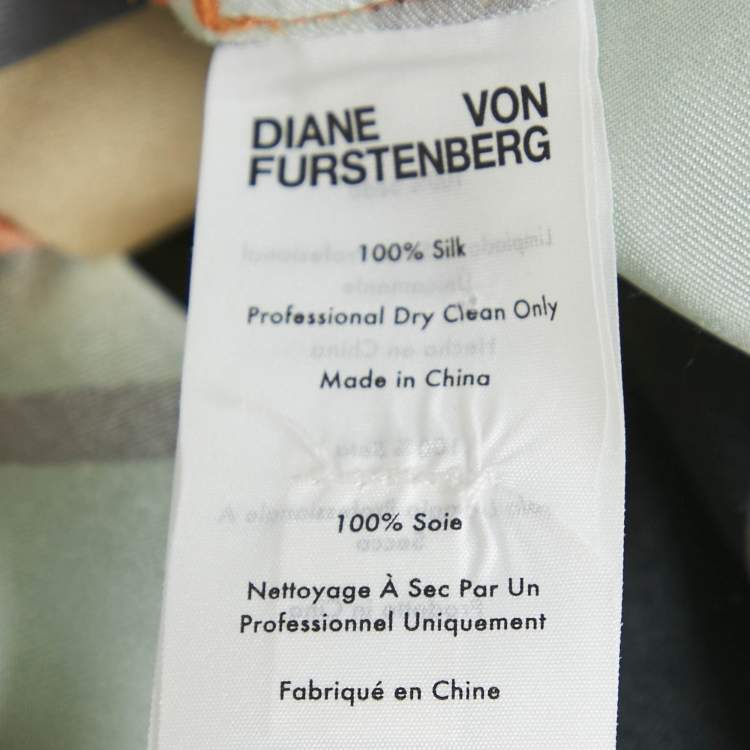 DIANE VON
FURSTENBERG
100% Silk
Professional Dry Clean Only
Made in China
100% Soie
Nettoyage À Sec Par Un
Professionnel Uniquement
Fabriqué en Chine